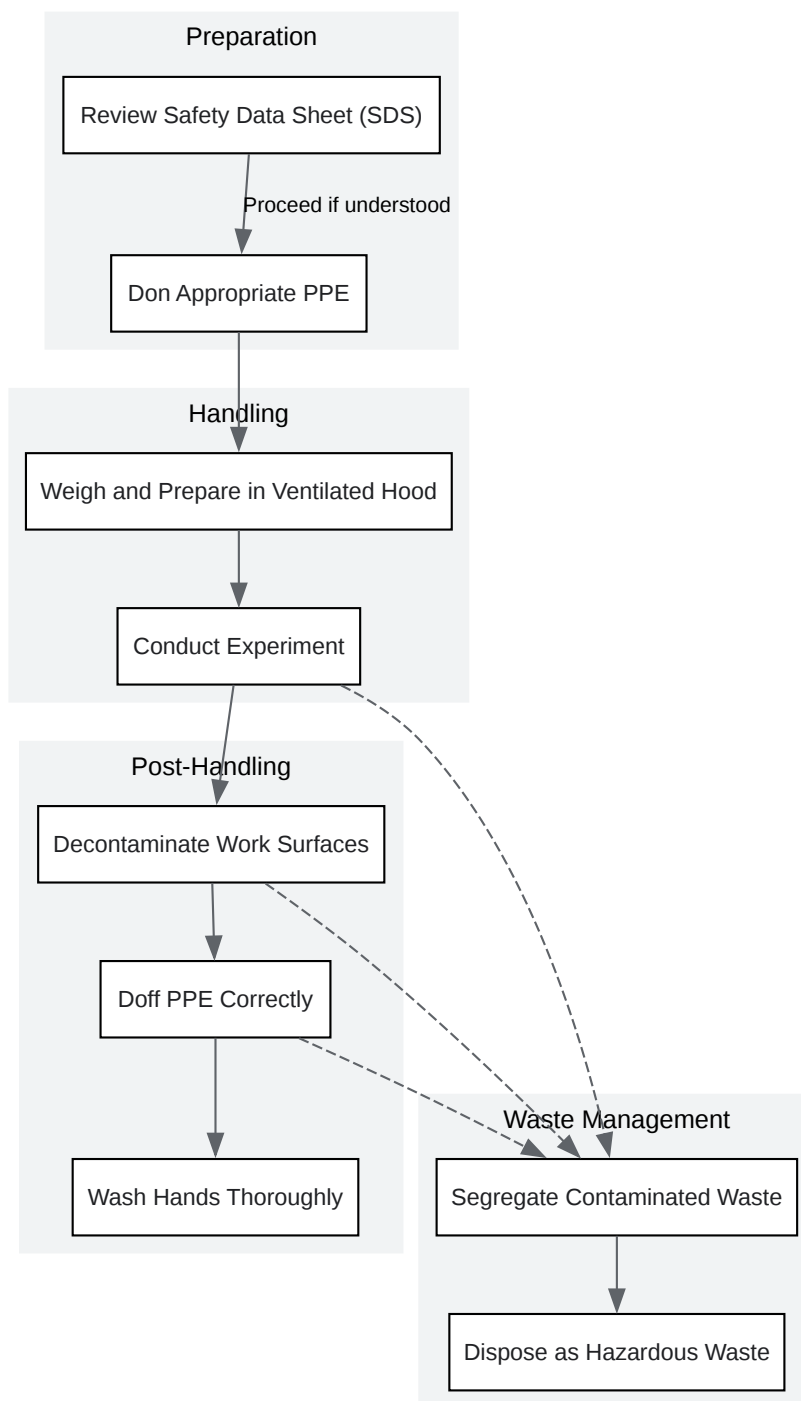 Preparation
Review Safety Data Sheet (SDS)
Proceed if understood
Don Appropriate PPE
Handling
Weigh and Prepare in Ventilated Hood
Conduct Experiment
Post-Handling
Decontaminate Work Surfaces
Doff PPE Correctly
Wash Hands Thoroughly
Waste Management
Segregate Contaminated Waste
Dispose as Hazardous Waste